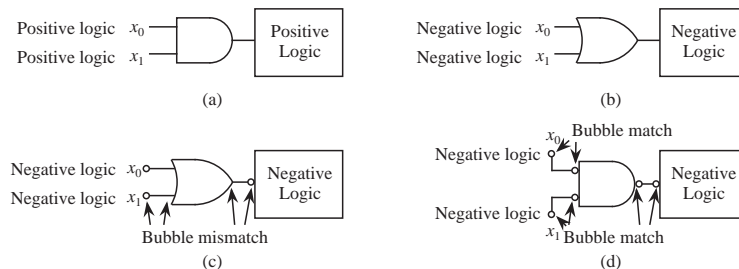 Positive logic x0
Positive logic x1
Positive
Logic
(a)
Negative logic x0
Negative logic x1
Negative
Logic
(b)
Negative logic x0
Negative logic x1
Negative
Logic
Bubble mismatch
(c)
x0 Bubble match
Negative logic
Negative
Logic
Negative logic
x1 Bubble match
(d)